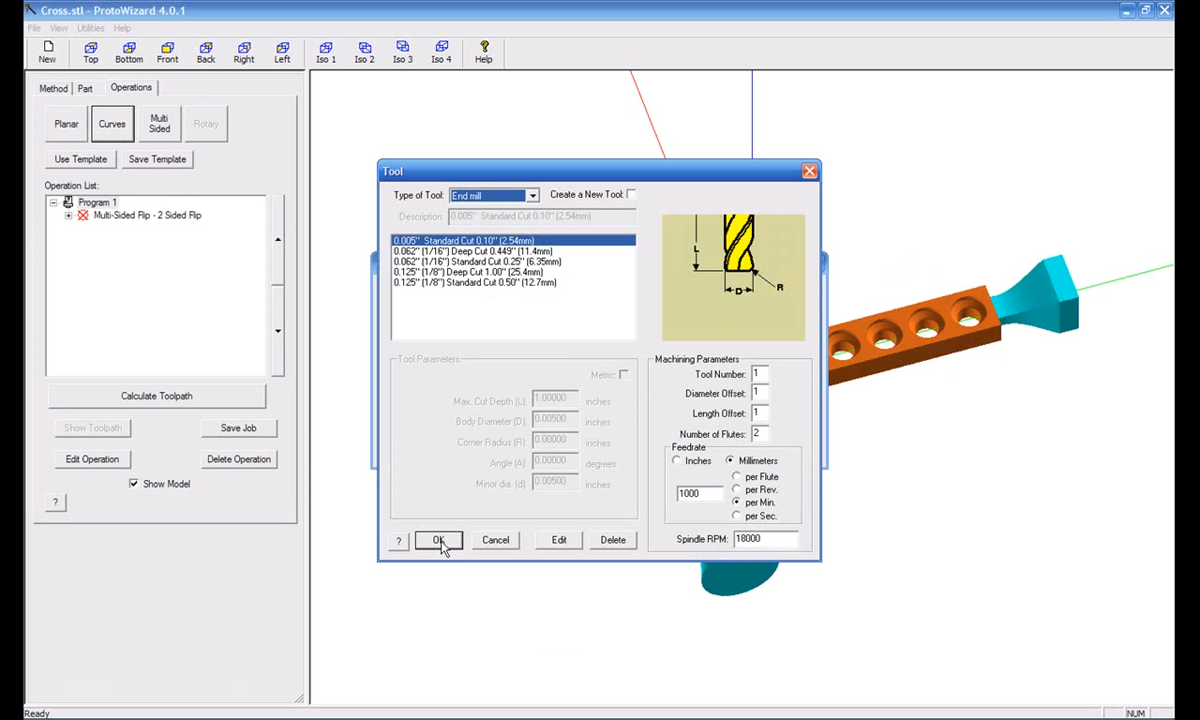 Cross.stl - ProtoWizard 4.0.1
File View Utilities Help
New Top Bottom Front Back Right Left Iso 1 Iso 2 Iso 3 Iso 4 Help
Method Part Operations
Planar Curves Multi Sided Rotary
Use Template Save Template
Operation List:
Program 1
Multi-Sided Flip - 2 Sided Flip
Calculate Toolpath
Show Toolpath Save Job
Edit Operation Delete Operation
Show Model
?
Tool
Type of Tool: End mill Create a New Tool:
Description: 0.005" Standard Cut 0.10" (2.54mm)
0.005" Standard Cut 0.10" (2.54mm)
0.062" (1/16") Deep Cut 0.449" (11.4mm)
0.062" (1/16") Standard Cut 0.25" (6.35mm)
0.125" (1/8") Deep Cut 1.00" (25.4mm)
0.125" (1/8") Standard Cut 0.50" (12.7mm)
L
D
R
Tool Parameters
Metric:
Max. Cut Depth (L): 1.00000 inches
Body Diameter (D): 0.00500 inches
Corner Radius (R): 0.00000 inches
Angle (A): 0.00000 degrees
Minor dia. (d): 0.00500 inches
Machining Parameters
Tool Number: 1
Diameter Offset: 1
Length Offset: 1
Number of Flutes: 2
Feedrate
Inches Millimeters
per Flute
per Rev.
1000 per Min.
per Sec.
Spindle RPM: 18000
? OK Cancel Edit Delete
Ready NUM